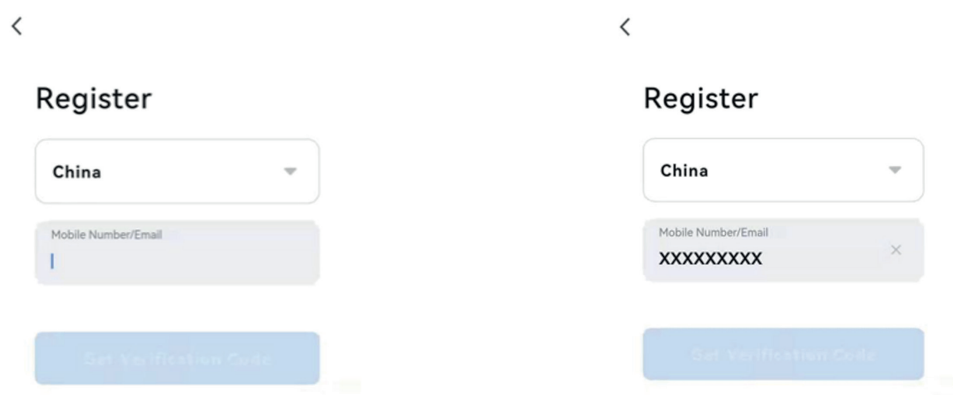 Register
China
Mobile Number/Email
Get Verification Code
Register
China
Mobile Number/Email
XXXXXXXXX
Get Verification Code